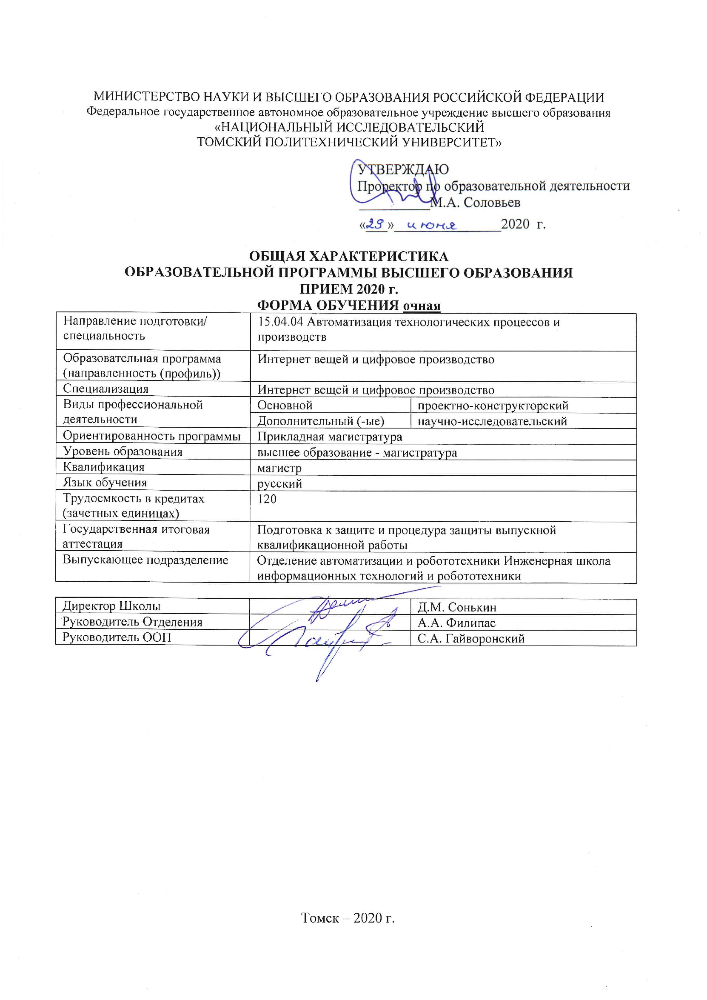 МИНИСТЕРСТВО НАУКИ И ВЫСШЕГО ОБРАЗОВАНИЯ РОССИЙСКОЙ ФЕДЕРАЦИИ
Федеральное государственное автономное образовательное учреждение высшего образования
«НАЦИОНАЛЬНЫЙ ИССЛЕДОВАТЕЛЬСКИЙ
ТОМСКИЙ ПОЛИТЕХНИЧЕСКИЙ УНИВЕРСИТЕТ»
УТВЕРЖДАЮ
Проректор по образовательной деятельности
М.А. Соловьев
«29» июня 2020 г.
ОБЩАЯ ХАРАКТЕРИСТИКА
ОБРАЗОВАТЕЛЬНОЙ ПРОГРАММЫ ВЫСШЕГО ОБРАЗОВАНИЯ
ПРИЕМ 2020 г.
ФОРМА ОБУЧЕНИЯ очная
Направление подготовки/
специальность
15.04.04 Автоматизация технологических процессов и
производств
Образовательная программа
(направленность (профиль))
Интернет вещей и цифровое производство
Специализация
Интернет вещей и цифровое производство
Виды профессиональной
деятельности
Основной
проектно-конструкторский
Дополнительный (-ые)
научно-исследовательский
Ориентированность программы
Прикладная магистратура
Уровень образования
высшее образование - магистратура
Квалификация
магистр
Язык обучения
русский
Трудоемкость в кредитах
(зачетных единицах)
120
Государственная итоговая
аттестация
Подготовка к защите и процедура защиты выпускной
квалификационной работы
Выпускающее подразделение
Отделение автоматизации и робототехники Инженерная школа
информационных технологий и робототехники
Директор Школы
Д.М. Сонькин
Руководитель Отделения
А.А. Филипас
Руководитель ООП
С.А. Гайворонский
Томск – 2020 г.